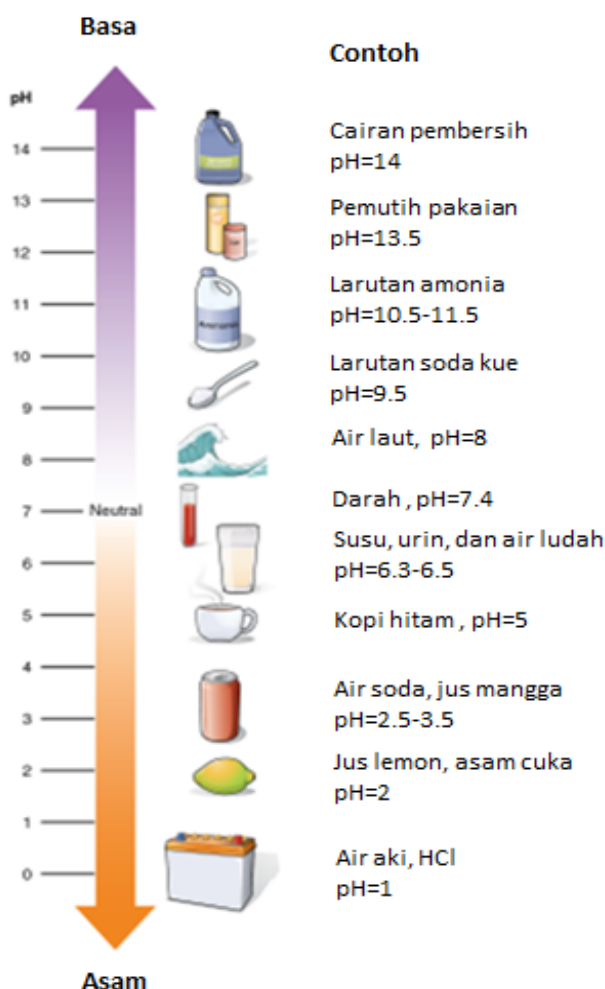 Basa
Contoh
pH
14
13
12
11
10
9
8
7
Neutral
6
5
4
3
2
1
0
Cairan pembersih
pH=14
Pemutih pakaian
pH=13.5
Larutan amonia
pH=10.5-11.5
Larutan soda kue
pH=9.5
Air laut, pH=8
Darah , pH=7.4
Susu, urin, dan air ludah
pH=6.3-6.5
Kopi hitam , pH=5
Air soda, jus mangga
pH=2.5-3.5
Jus lemon, asam cuka
pH=2
Air aki, HCl
pH=1
Asam